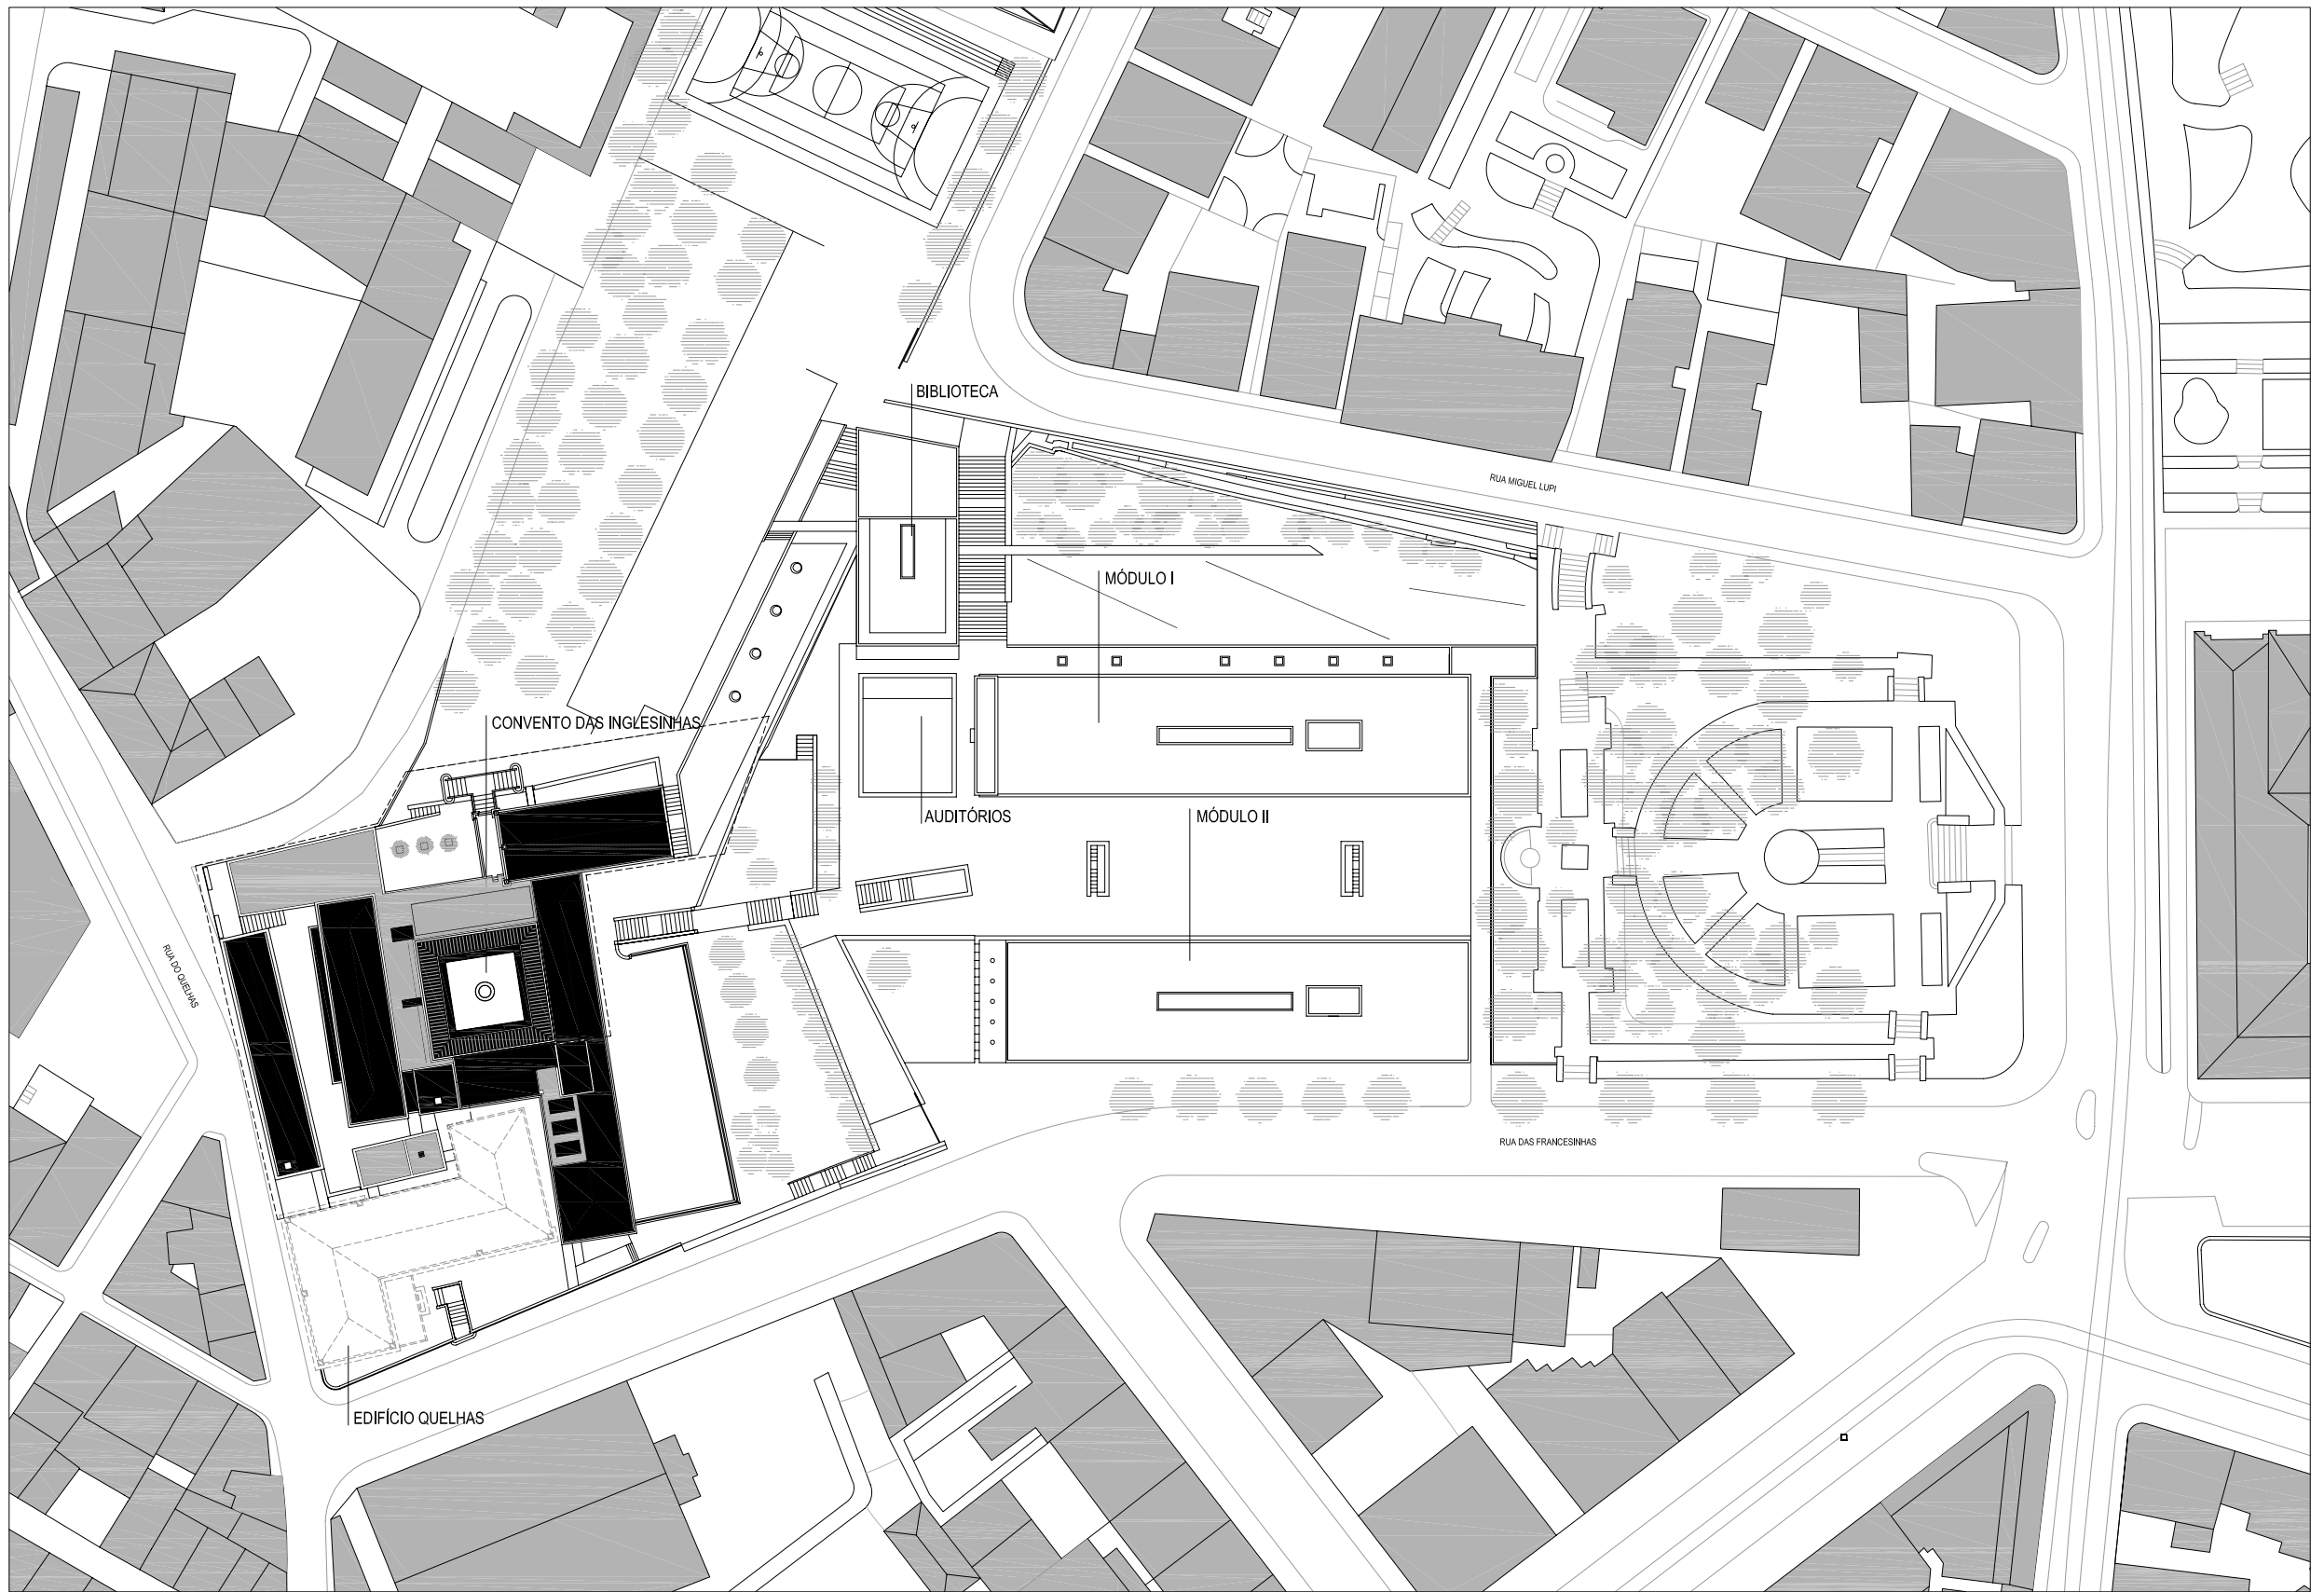 BIBLIOTECA
RUA MIGUEL LUPI
MÓDULO I
CONVENTO DAS INGLESINHAS
AUDITÓRIOS
MÓDULO II
RUA DO QUELHAS
RUA DAS FRANCESINHAS
EDIFÍCIO QUELHAS